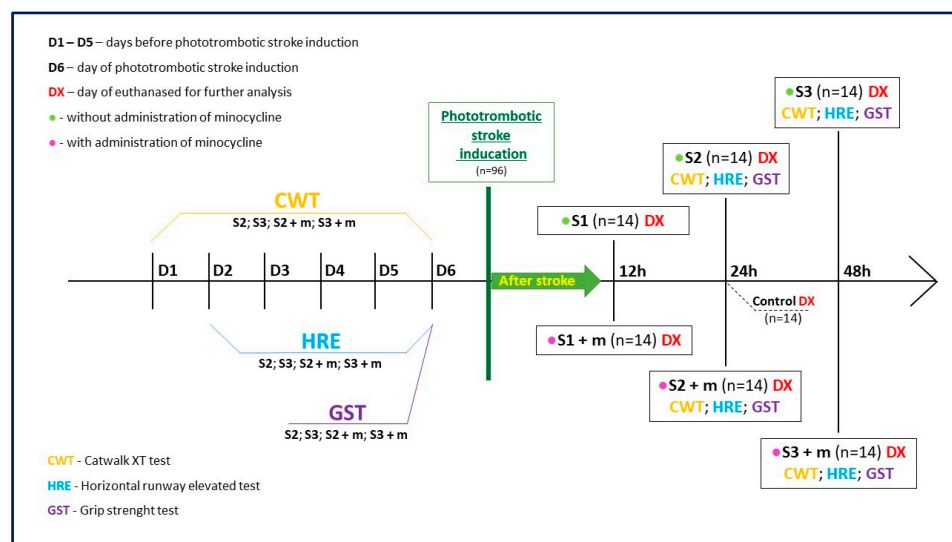 D1 – D5 – days before phototrombotic stroke induction
D6 – day of phototrombotic stroke induction
DX – day of euthanased for further analysis
● - without administration of minocycline
● - with administration of minocycline
Phototrombotic
stroke
inducation
(n=96)
●S3 (n=14) DX
CWT; HRE; GST
●S2 (n=14) DX
CWT; HRE; GST
●S1 (n=14) DX
CWT
S2; S3; S2 + m; S3 + m
D1
D2
D3
D4
D5
D6
After stroke
12h
24h
48h
Control DX
(n=14)
HRE
S2; S3; S2 + m; S3 + m
GST
S2; S3; S2 + m; S3 + m
●S1 + m (n=14) DX
●S2 + m (n=14) DX
CWT; HRE; GST
●S3 + m (n=14) DX
CWT; HRE; GST
CWT - Catwalk XT test
HRE - Horizontal runway elevated test
GST - Grip strenght test